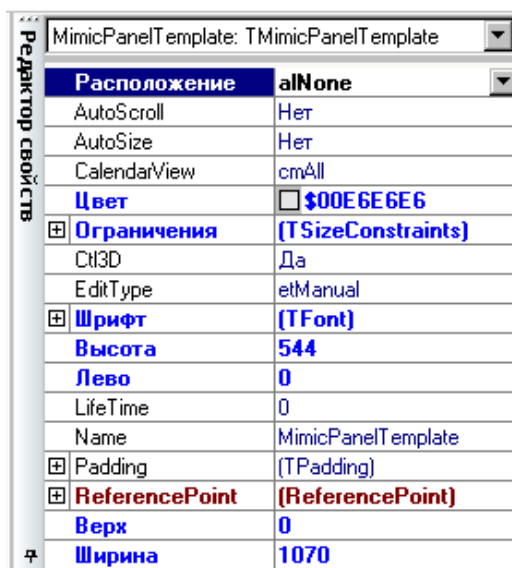 Редактор свойств
MimicPanelTemplate: TMimicPanelTemplate
Расположение alNone
AutoScroll Нет
AutoSize Нет
CalendarView cmAll
Цвет $00E6E6E6
Ограничения (TSizeConstraints)
Ctl3D Да
EditType etManual
Шрифт (TFont)
Высота 544
Лево 0
LifeTime 0
Name MimicPanelTemplate
Padding (TPadding)
ReferencePoint (ReferencePoint)
Верх 0
Ширина 1070